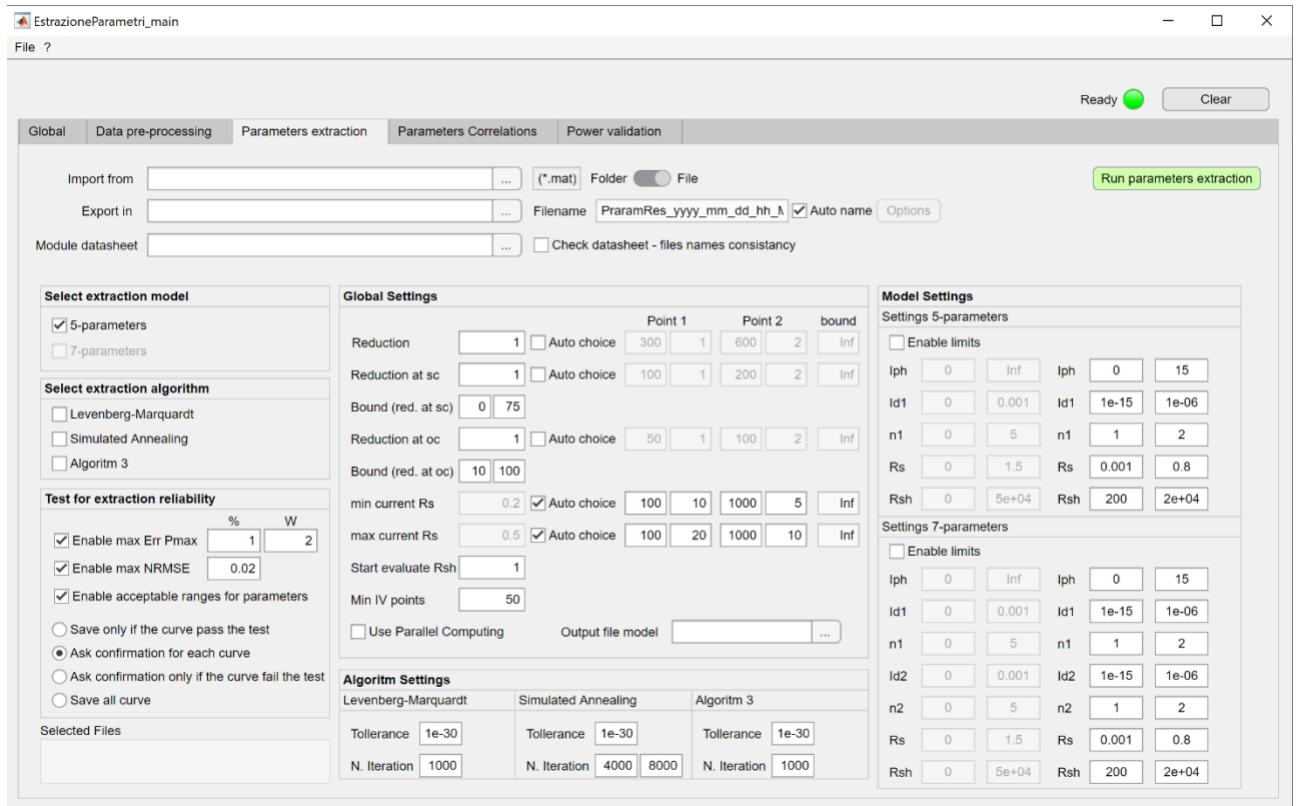 EstrazioneParametri_main
File ?
Ready Clear
Global Data pre-processing Parameters extraction Parameters Correlations Power validation
Import from ... (*.mat) Folder File Run parameters extraction
Export in ... Filename PraramRes_yyyy_mm_dd_hh_M Auto name Options
Module datasheet ... Check datasheet - files names consistancy
Select extraction model
5-parameters
7-parameters
Select extraction algorithm
Levenberg-Marquardt
Simulated Annealing
Algoritm 3
Test for extraction reliability
% W
Enable max Err Pmax 1 2
Enable max NRMSE 0.02
Enable acceptable ranges for parameters
Save only if the curve pass the test
Ask confirmation for each curve
Ask confirmation only if the curve fail the test
Save all curve
Selected Files
Global Settings
Point 1 Point 2 bound
Reduction 1 Auto choice 300 1 600 2 Inf
Reduction at sc 1 Auto choice 100 1 200 2 Inf
Bound (red. at sc) 0 75
Reduction at oc 1 Auto choice 50 1 100 2 Inf
Bound (red. at oc) 10 100
min current Rs 0.2 Auto choice 100 10 1000 5 Inf
max current Rs 0.5 Auto choice 100 20 1000 10 Inf
Start evaluate Rsh 1
Min IV points 50
Use Parallel Computing Output file model ...
Algoritm Settings
Levenberg-Marquardt Simulated Annealing Algoritm 3
Tollerance 1e-30 Tollerance 1e-30 Tollerance 1e-30
N. Iteration 1000 N. Iteration 4000 8000 N. Iteration 1000
Model Settings
Settings 5-parameters
Enable limits
Iph 0 Inf Iph 0 15
Id1 0 0.001 Id1 1e-15 1e-06
n1 0 5 n1 1 2
Rs 0 1.5 Rs 0.001 0.8
Rsh 0 5e+04 Rsh 200 2e+04
Settings 7-parameters
Enable limits
Iph 0 Inf Iph 0 15
Id1 0 0.001 Id1 1e-15 1e-06
n1 0 5 n1 1 2
Id2 0 0.001 Id2 1e-15 1e-06
n2 0 5 n2 1 2
Rs 0 1.5 Rs 0.001 0.8
Rsh 0 5e+04 Rsh 200 2e+04